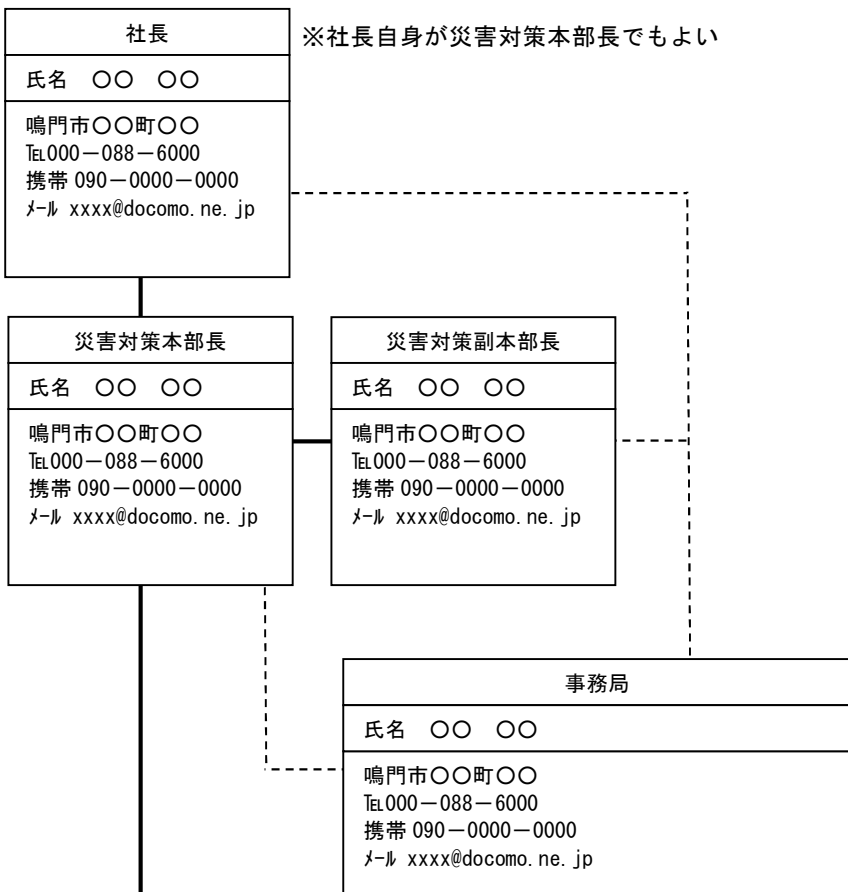 社長
※社長自身が災害対策本部長でもよい
氏名　〇〇　〇〇
鳴門市〇〇町〇〇
℡000－088－6000
携帯 090－0000－0000
ﾒｰﾙ xxxx@docomo.ne.jp
災害対策本部長
氏名　〇〇　〇〇
鳴門市〇〇町〇〇
℡000－088－6000
携帯 090－0000－0000
ﾒｰﾙ xxxx@docomo.ne.jp
災害対策副本部長
氏名　〇〇　〇〇
鳴門市〇〇町〇〇
℡000－088－6000
携帯 090－0000－0000
ﾒｰﾙ xxxx@docomo.ne.jp
事務局
氏名　〇〇　〇〇
鳴門市〇〇町〇〇
℡000－088－6000
携帯 090－0000－0000
ﾒｰﾙ xxxx@docomo.ne.jp